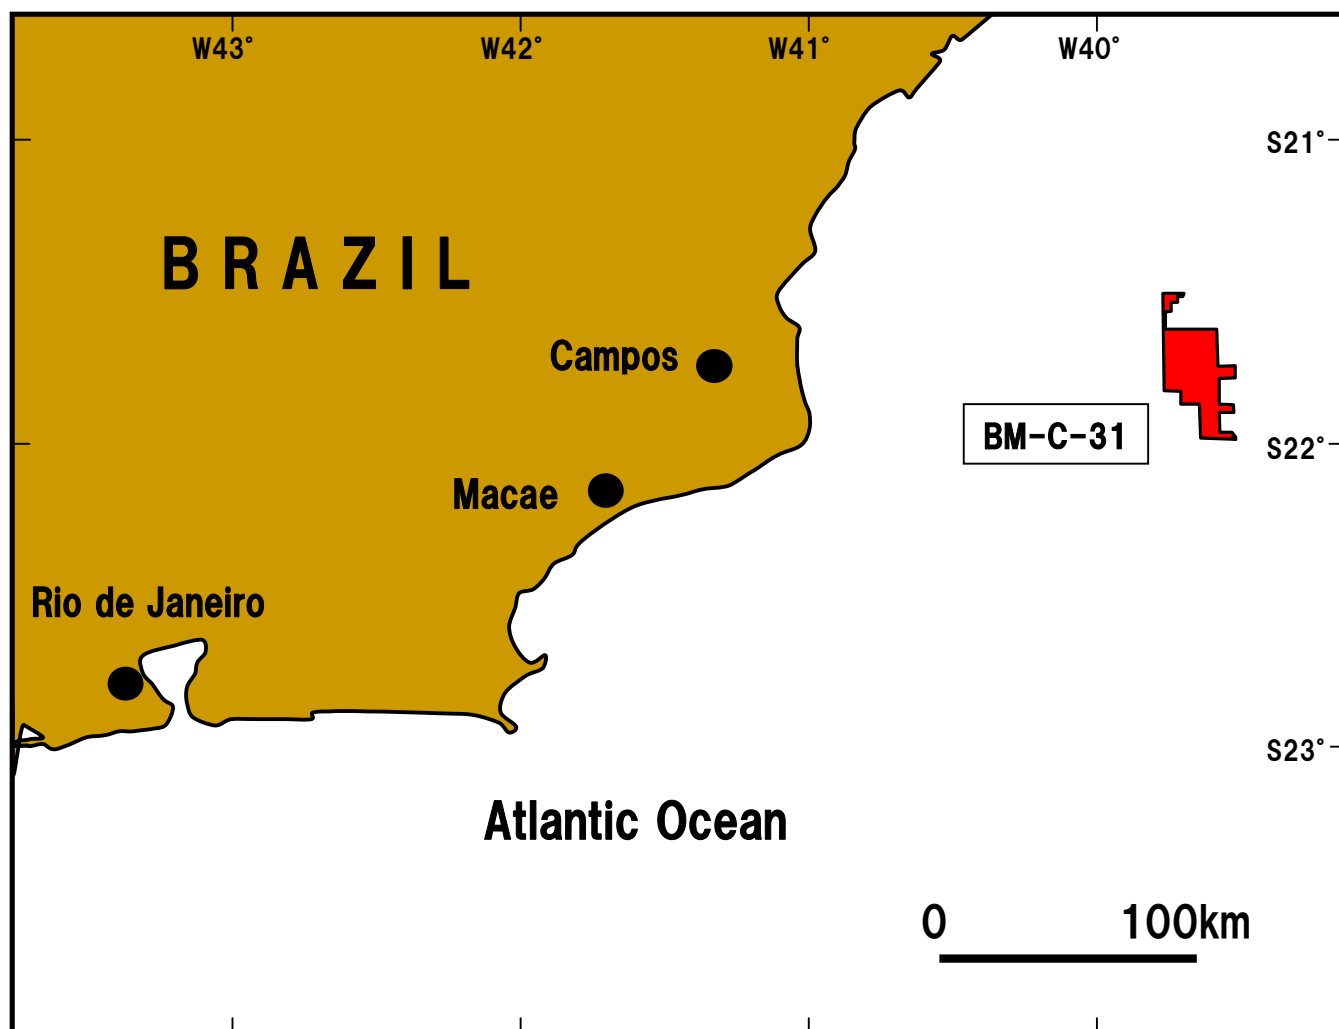 W43° W42° W41° W40°
S21°
BRAZIL
Campos
BM-C-31
S22°
Macae
Rio de Janeiro
S23°
Atlantic Ocean
0 100km